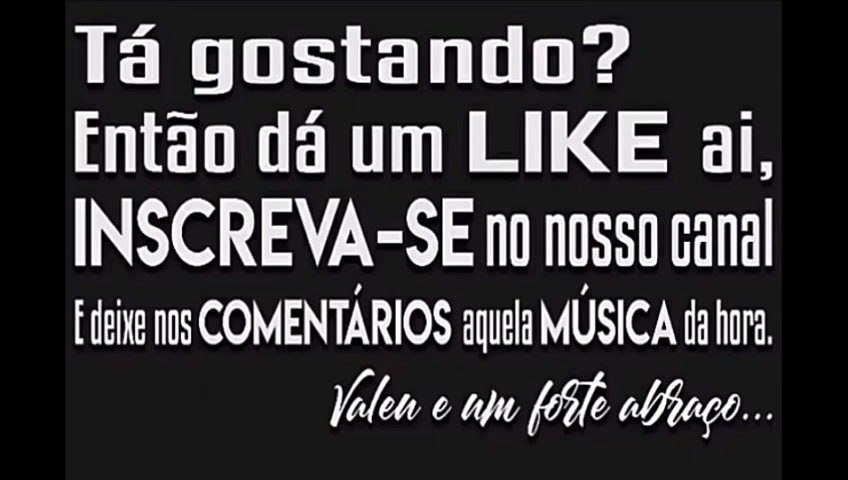 Tá gostando?
Então dá um LIKE ai,
INSCREVA-SE no nosso canal
E deixe nos COMENTÁRIOS aquela MÚSICA da hora.
Valeu e um forte abraço...